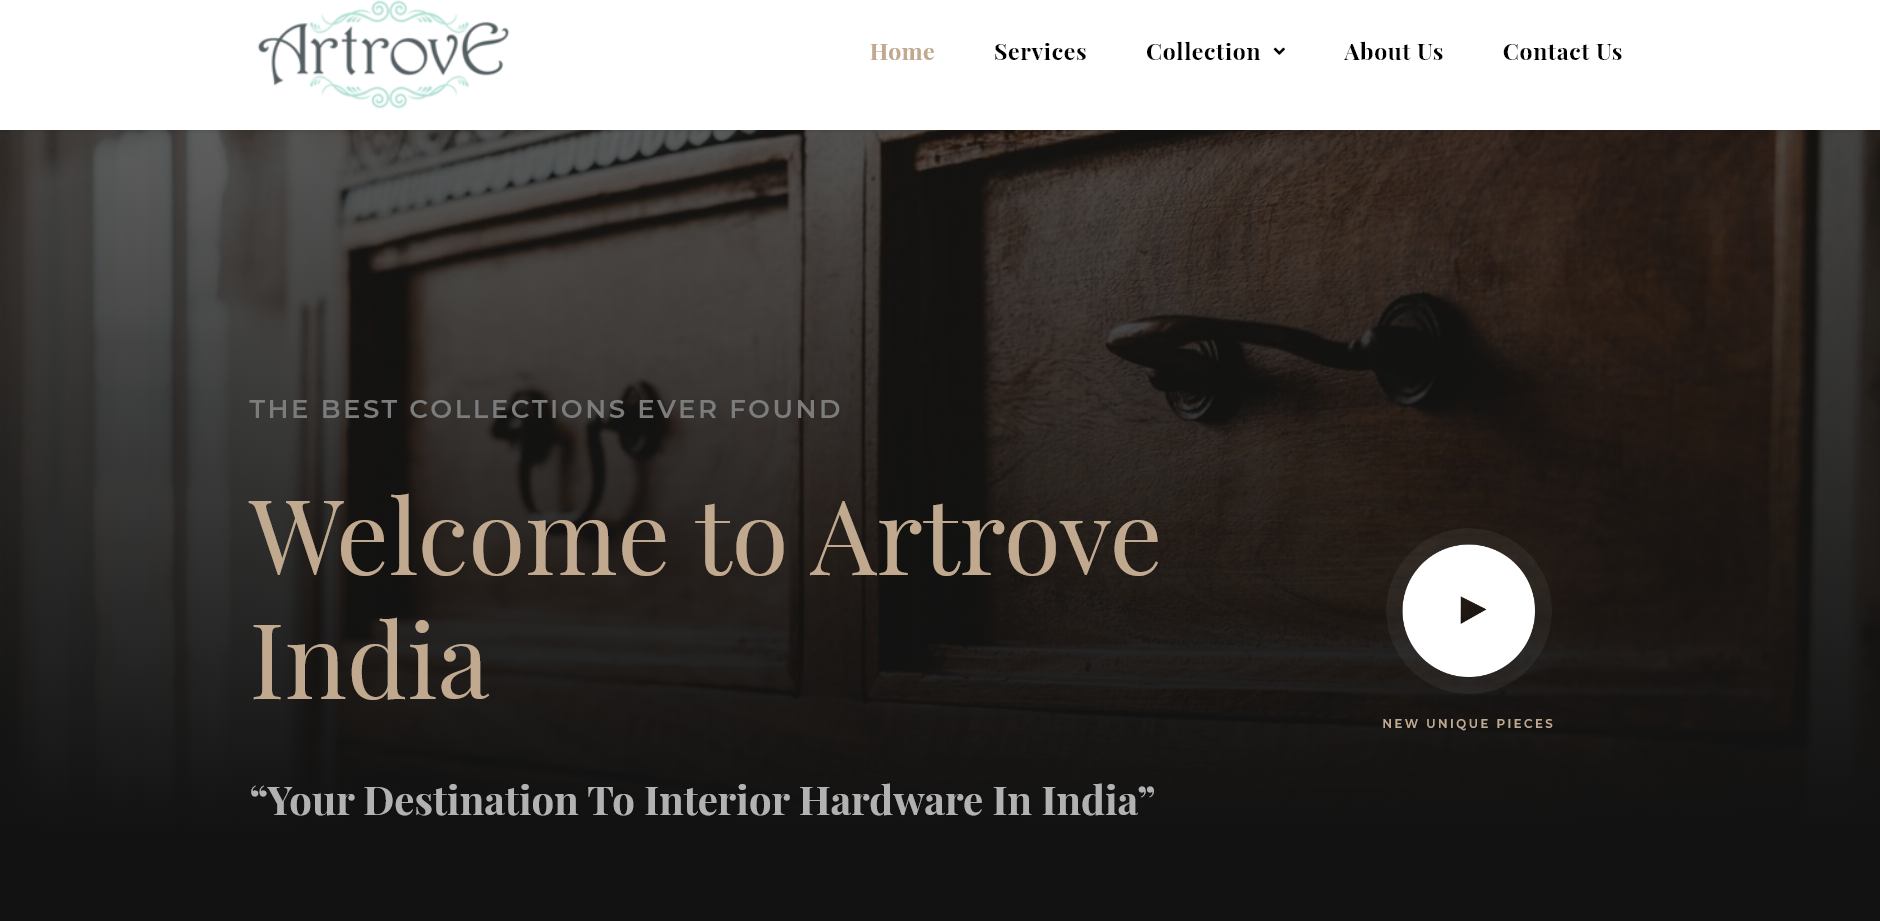 Artrove
Home Services Collection About Us Contact Us
THE BEST COLLECTIONS EVER FOUND
Welcome to Artrove
India
NEW UNIQUE PIECES
“Your Destination To Interior Hardware In India”